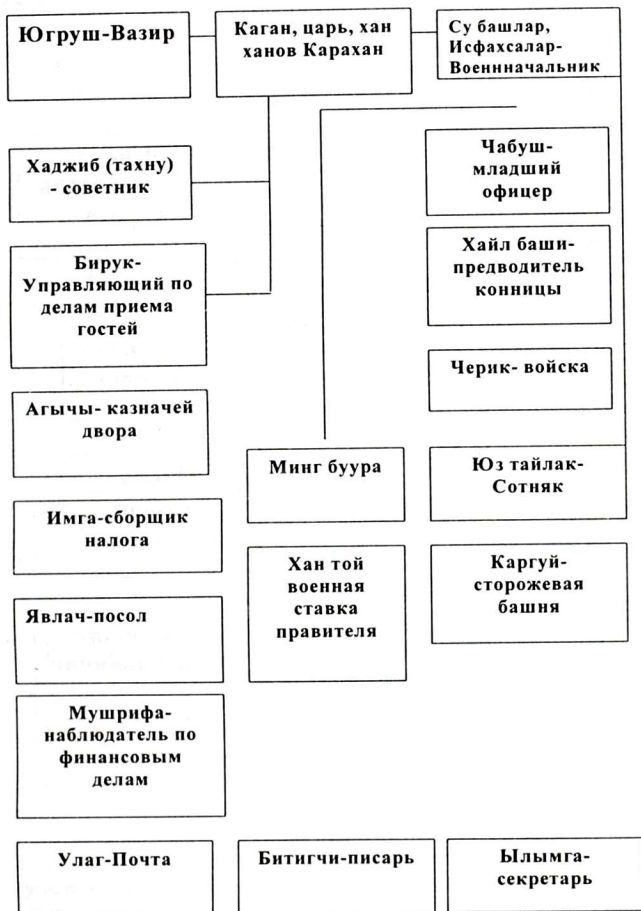 Югруш-Вазир
Каган, царь, хан
ханов Карахан
Су башлар,
Исфахсалар-
Военнначальник
Хаджиб (тахну)
- советник
Бирук-
Управляющий по
делам приема
гостей
Агычы- казначей
двора
Имга-сборщик
налога
Явлач-посол
Мушрифа-
наблюдатель по
финансовым
делам
Минг буура
Хан той
военная
ставка
правителя
Чабуш-
младший
офицер
Хайл баши-
предводитель
конницы
Черик- войска
Юз тайлак-
Сотняк
Каргуй-
сторожевая
башня
Улаг-Почта
Битигчи-писарь
Ылымга-
секретарь